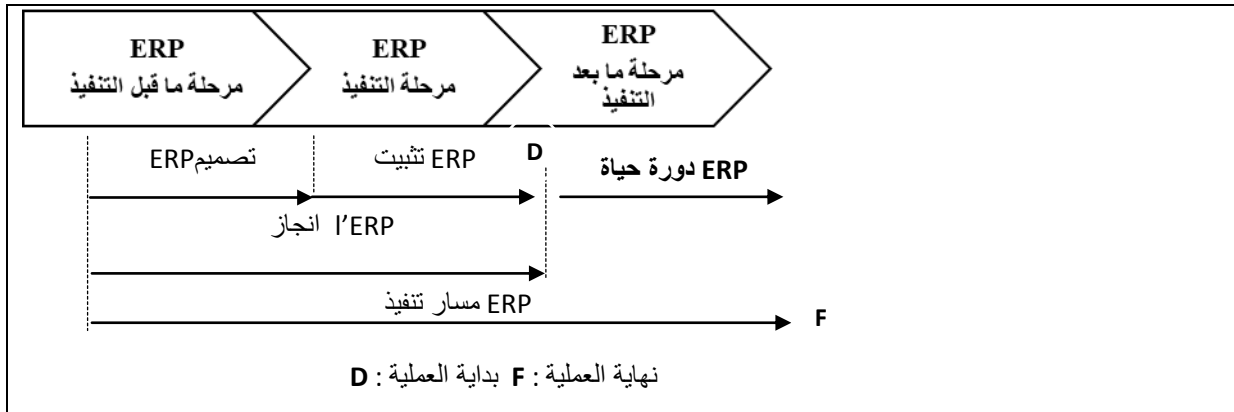 ERP
مرحلة ما قبل التنفيذ
ERP
مرحلة التنفيذ
ERP
مرحلة ما بعد
التنفيذ
تصميمERP
ERP تثبيت
D
ERP دورة حياة
ا'ERP انجاز
ERP مسار تنفيذ
F
نهاية العملية : F بداية العملية : D